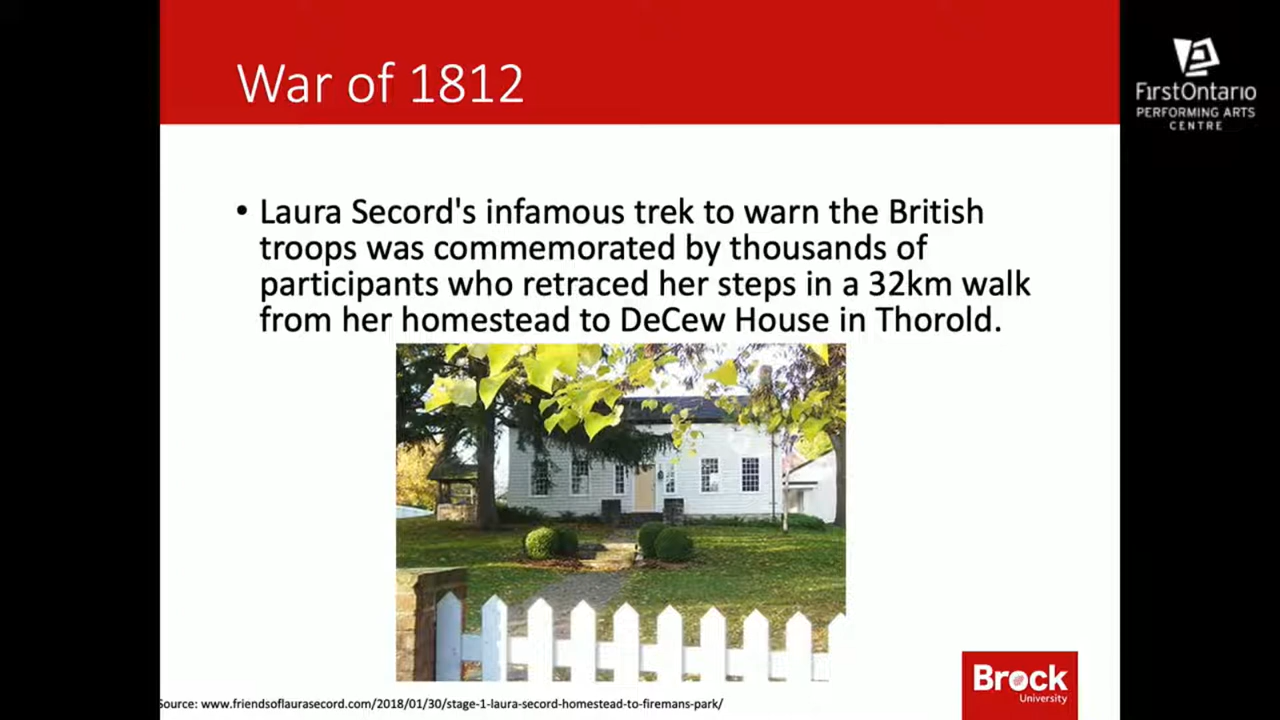 War of 1812
FirstOntario
PERFORMING ARTS
CENTRE
• Laura Secord's infamous trek to warn the British
troops was commemorated by thousands of
participants who retraced her steps in a 32km walk
from her homestead to DeCew House in Thorold.
Brock
University
Source: www.friendsoflaurasecord.com/2018/01/30/stage-1-laura-secord-homestead-to-firemans-park/